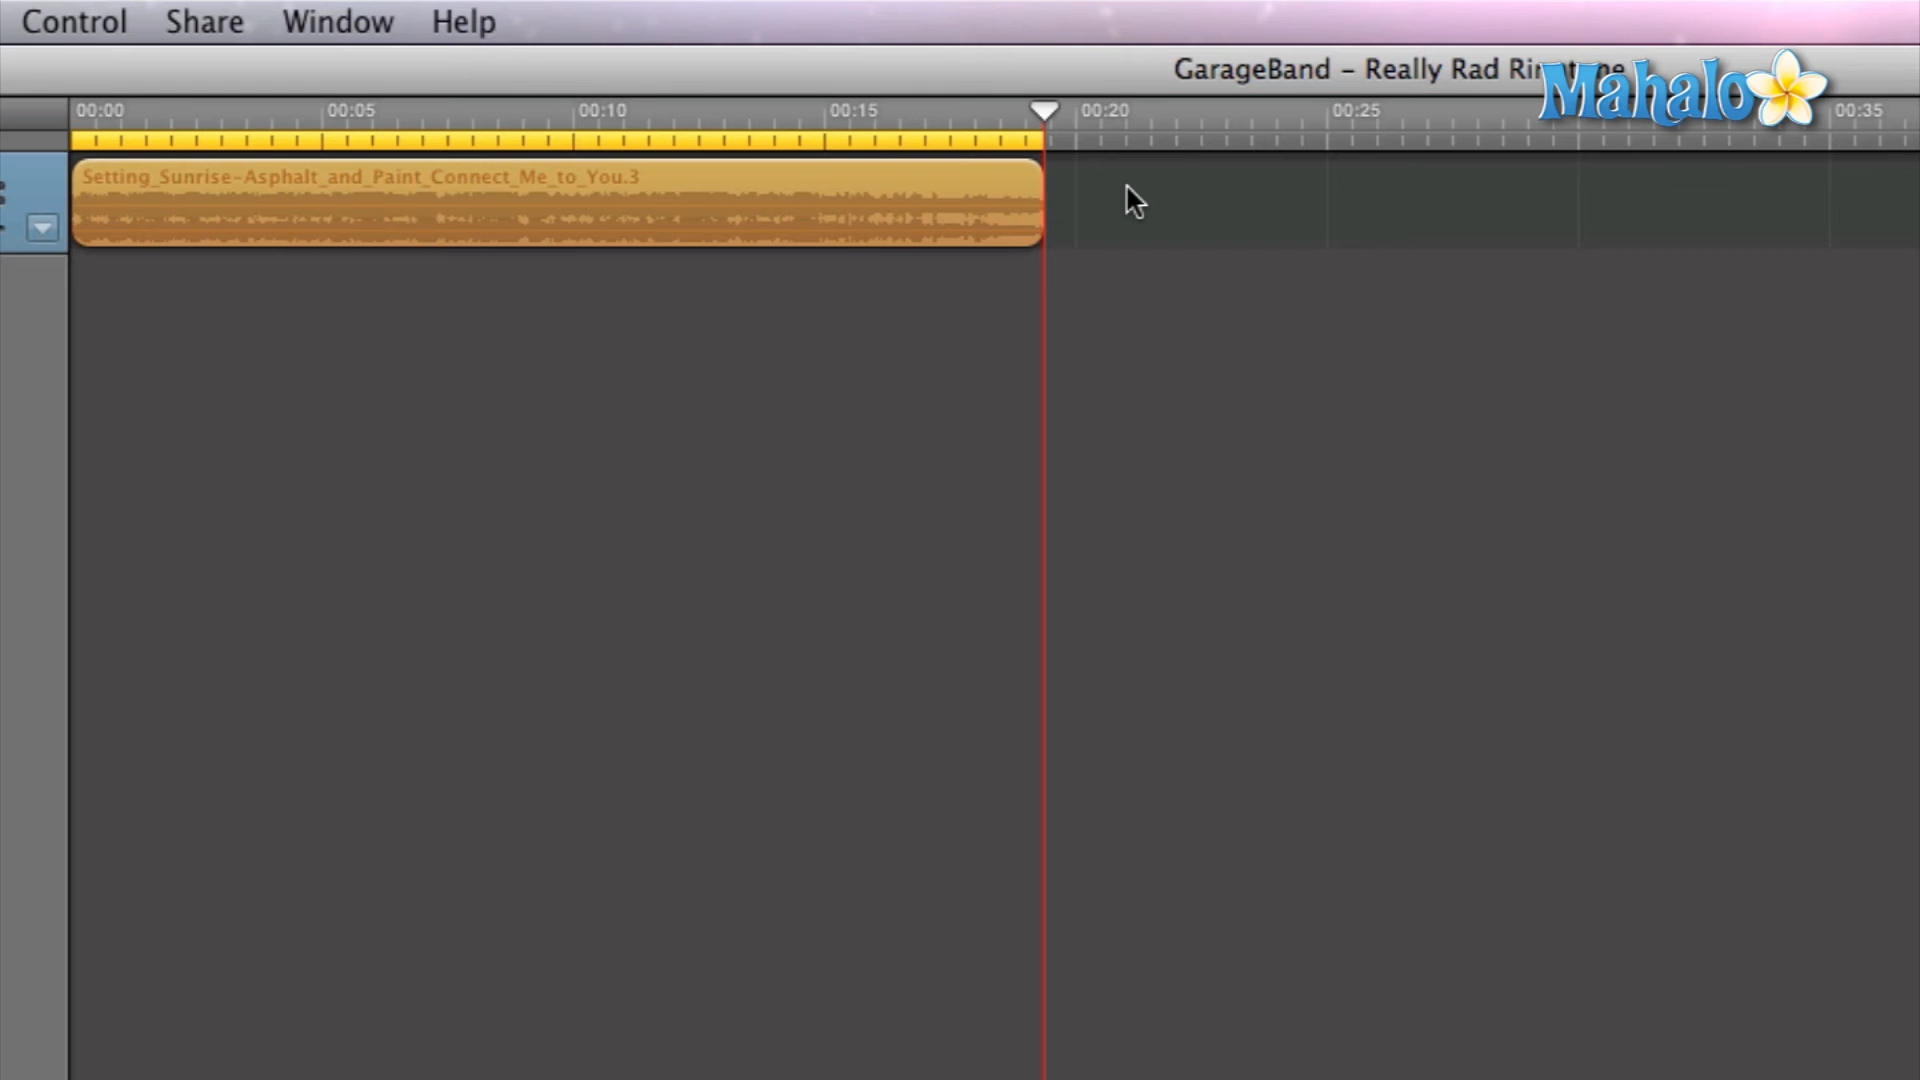 Control Share Window Help
GarageBand – Really Rad Ringtone
Mahalo
00:00 00:05 00:10 00:15 00:20 00:25 00:35
Setting_Sunrise-Asphalt_and_Paint_Connect_Me_to_You.3